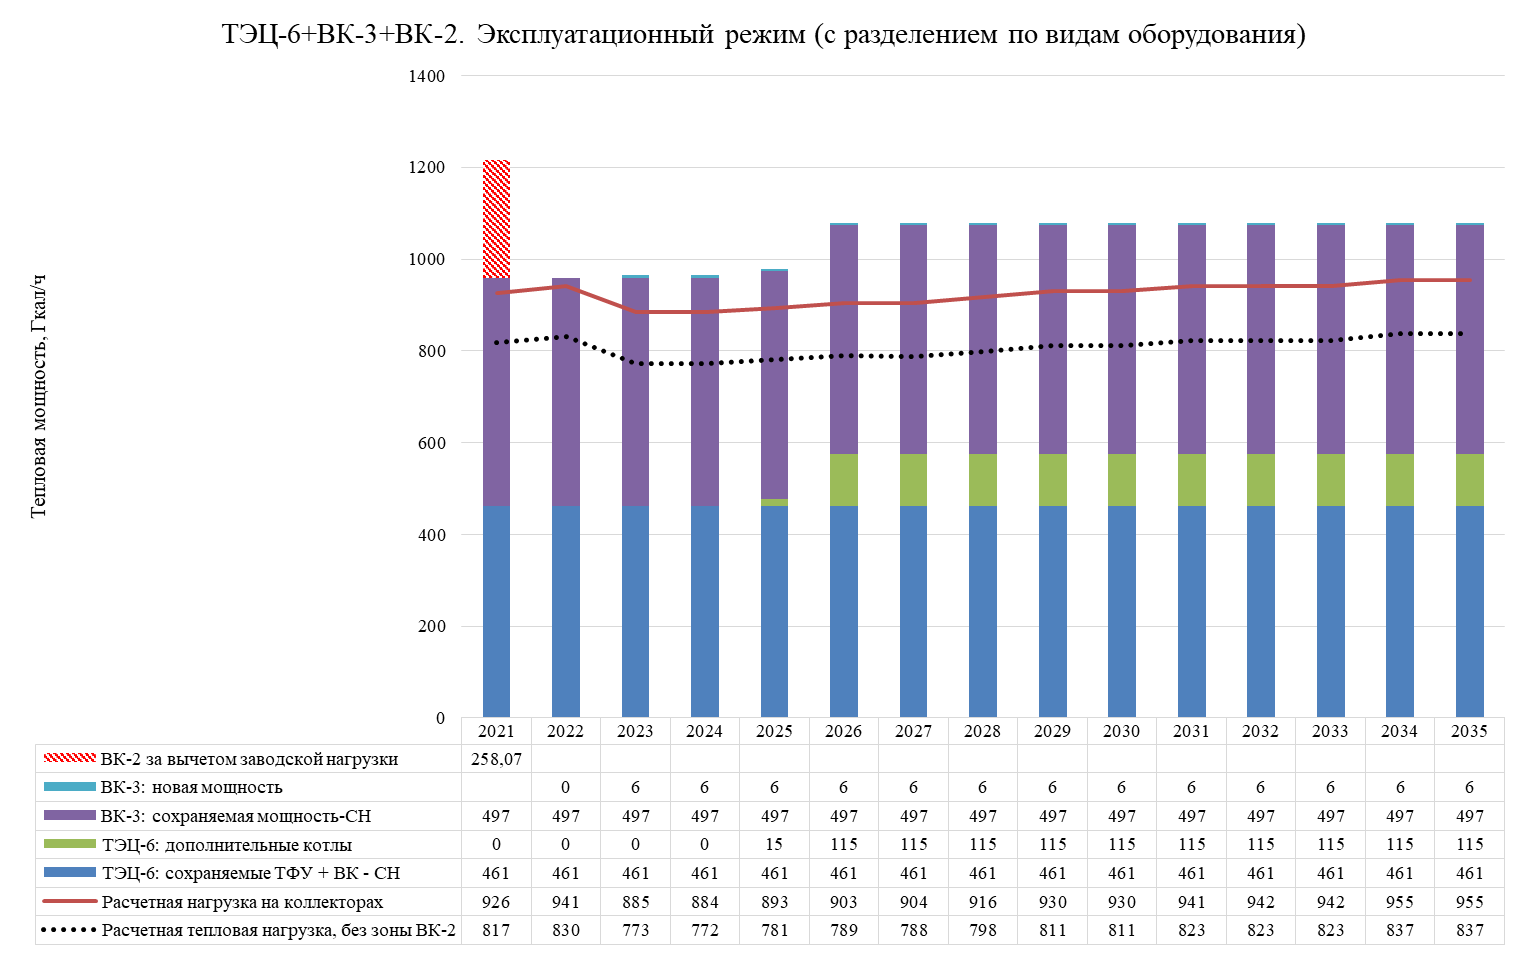 ТЭЦ-6+ВК-3+ВК-2. Эксплуатационный режим (с разделением по видам оборудования)
Тепловая мощность, Гкал/ч
1400
1200
1000
800
600
400
200
0
2021 2022 2023 2024 2025 2026 2027 2028 2029 2030 2031 2032 2033 2034 2035
ВК-2 за вычетом заводской нагрузки 258,07
ВК-3: новая мощность 0 6 6 6 6 6 6 6 6 6 6 6 6 6
ВК-3: сохраняемая мощность-СН 497 497 497 497 497 497 497 497 497 497 497 497 497 497 497
ТЭЦ-6: дополнительные котлы 0 0 0 0 15 115 115 115 115 115 115 115 115 115 115
ТЭЦ-6: сохраняемые ТФУ + ВК - СН 461 461 461 461 461 461 461 461 461 461 461 461 461 461 461
Расчетная нагрузка на коллекторах 926 941 885 884 893 903 904 916 930 930 941 942 942 955 955
Расчетная тепловая нагрузка, без зоны ВК-2 817 830 773 772 781 789 788 798 811 811 823 823 823 837 837